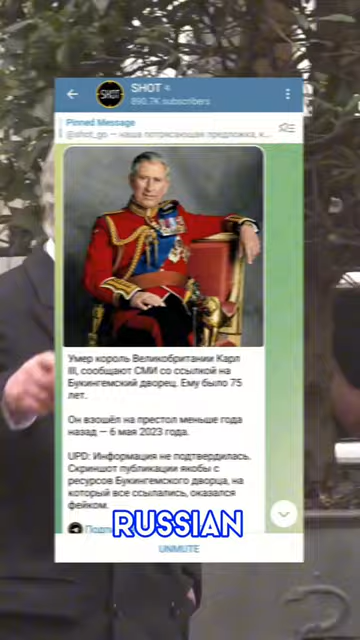 SHOT
890.7K subscribers
Pinned Message
@shot_go — наша потрясающая предложка, к...
Умер король Великобритании Карл
III, сообщают СМИ со ссылкой на
Букингемский дворец. Ему было 75
лет.
Он взошёл на престол меньше года
назад — 6 мая 2023 года.
UPD: Информация не подтвердилась.
Скриншот публикации якобы с
ресурсов Букингемского дворца, на
который все ссылались, оказался
фейком.
RUSSIAN
UNMUTE